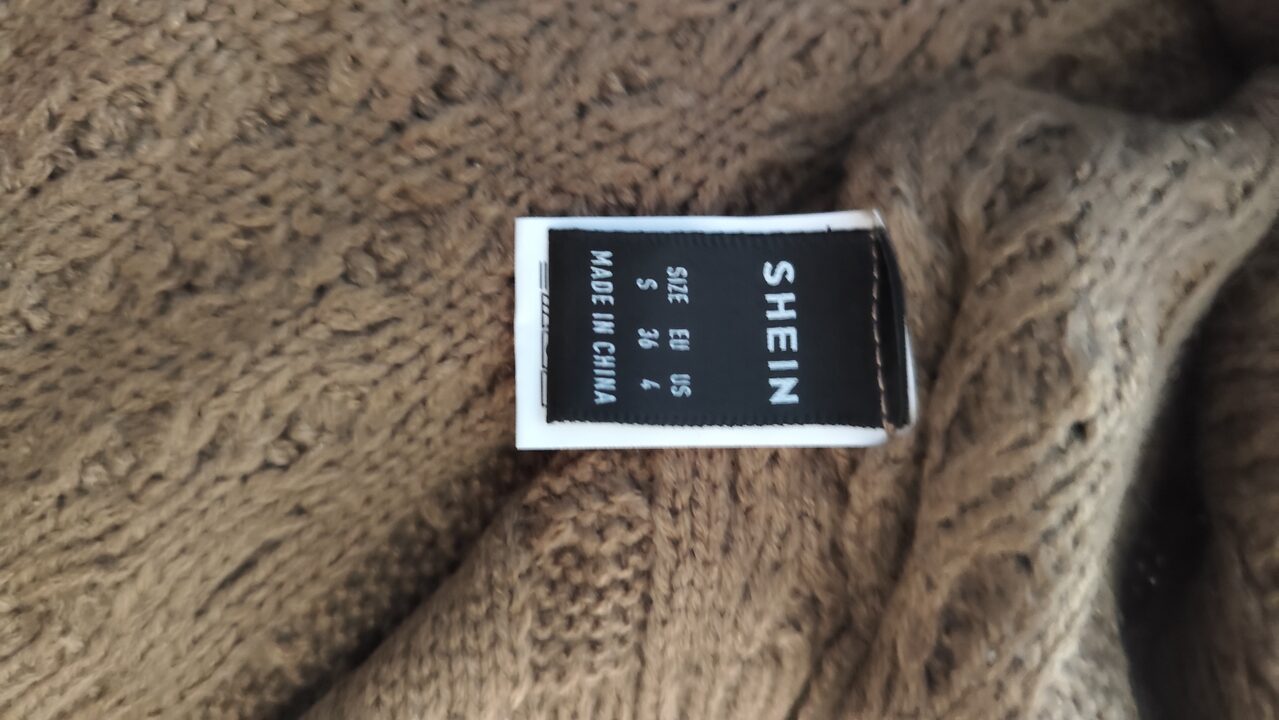 SHEIN
SIZE EU US
S 36 4
MADE IN CHINA